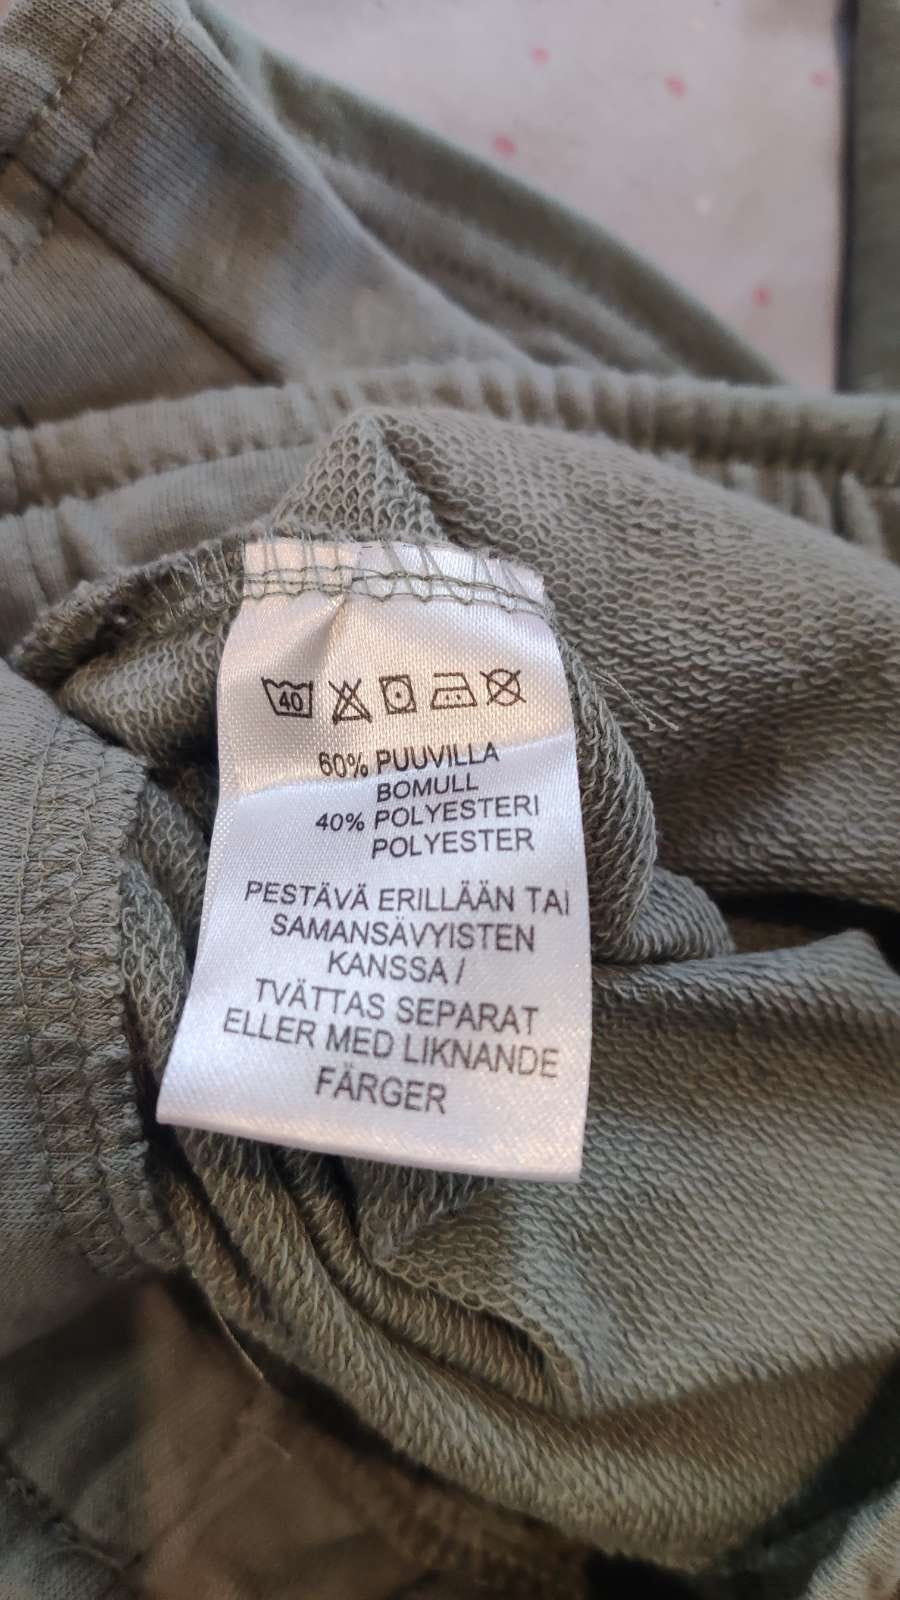 40
60% PUUVILLA
BOMULL
40% POLYESTERI
POLYESTER
PESTÄVÄ ERILLÄÄN TAI
SAMANSÄVYISTEN
KANSSA /
TVÄTTAS SEPARAT
ELLER MED LIKNANDE
FÄRGER